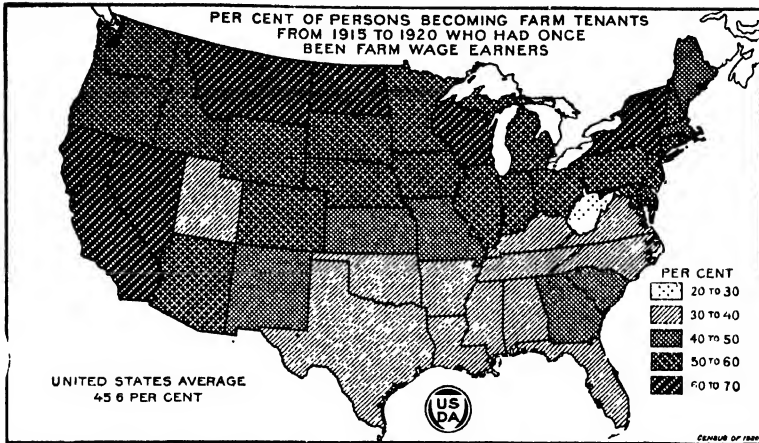 PER CENT OF PERSONS BECOMING FARM TENANTS
FROM 1915 TO 1920 WHO HAD ONCE
BEEN FARM WAGE EARNERS
PER CENT
20 TO 30
30 TO 40
40 TO 50
50 TO 60
60 TO 70
UNITED STATES AVERAGE
45 6 PER CENT
US
DA
CENSUS OF 1920